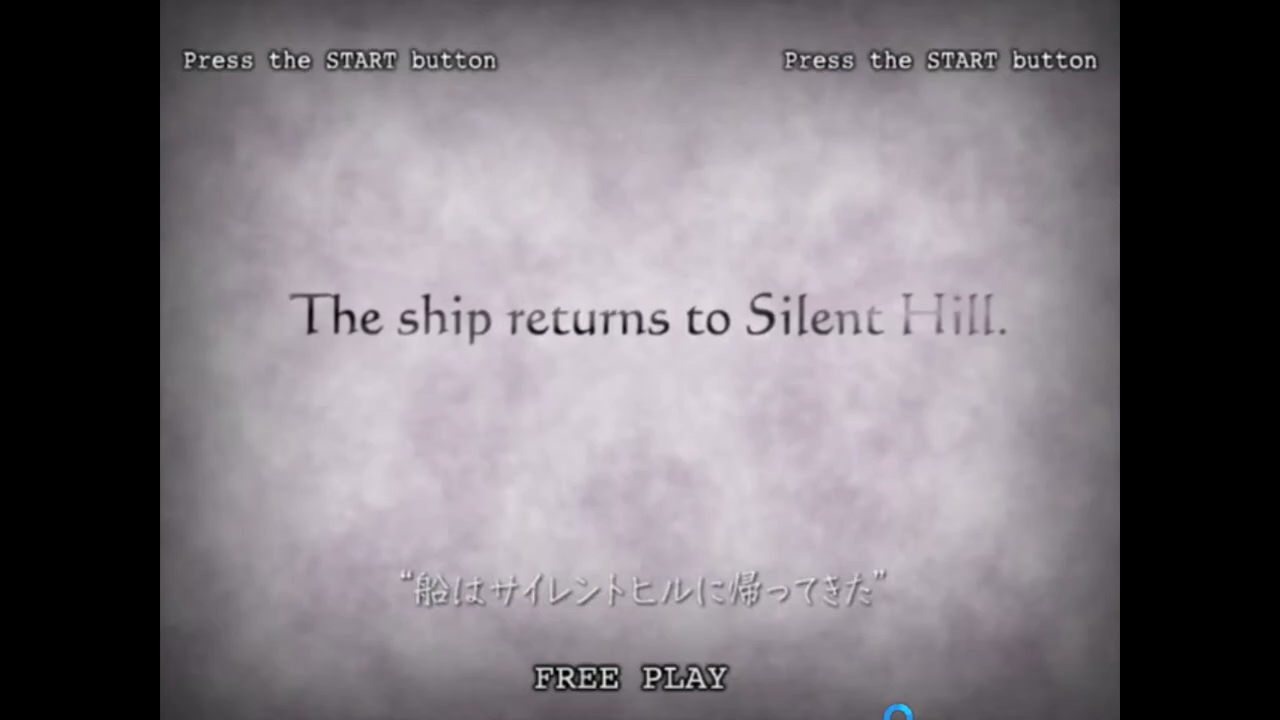 Press the START button Press the START button
The ship returns to Silent Hill.
“船はサイレントヒルに帰ってきた”
FREE PLAY